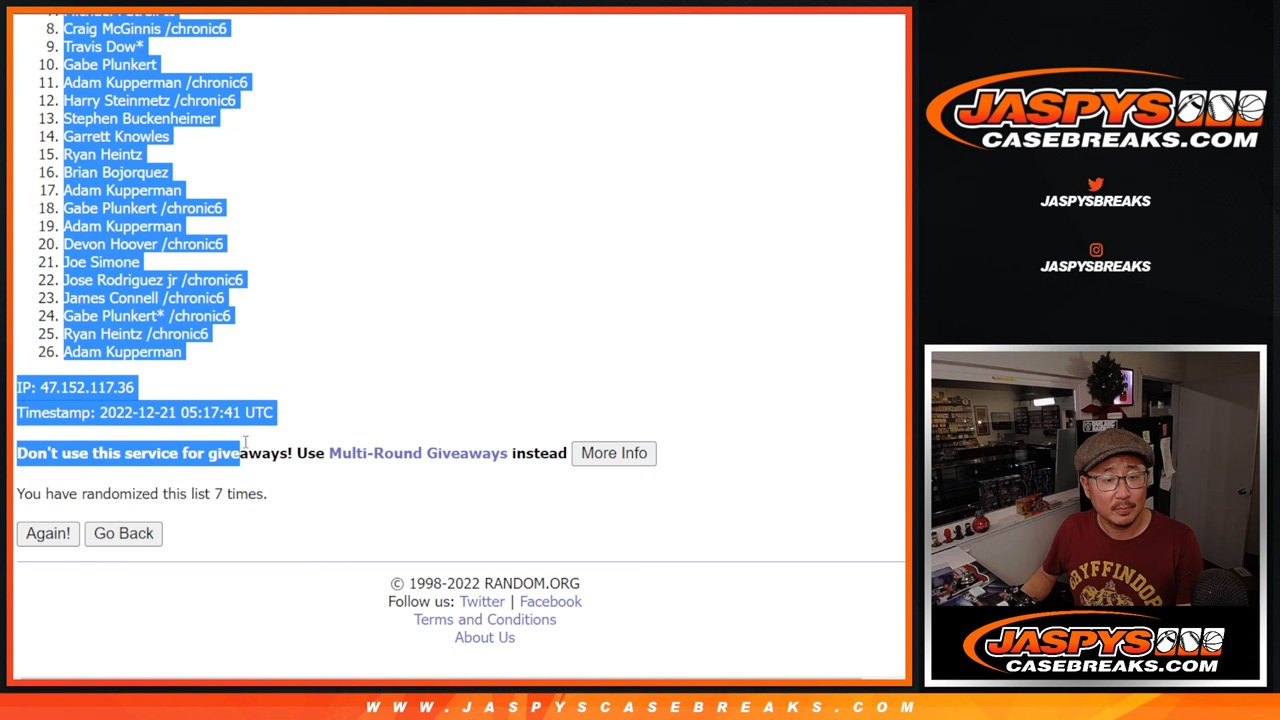 8. Craig McGinnis /chronic6
9. Travis Dow*
10. Gabe Plunkert
11. Adam Kupperman /chronic6
12. Harry Steinmetz /chronic6
13. Stephen Buckenheimer
14. Garrett Knowles
15. Ryan Heintz
16. Brian Bojorquez
17. Adam Kupperman
18. Gabe Plunkert /chronic6
19. Adam Kupperman
20. Devon Hoover /chronic6
21. Joe Simone
22. Jose Rodriguez jr /chronic6
23. James Connell /chronic6
24. Gabe Plunkert* /chronic6
25. Ryan Heintz /chronic6
26. Adam Kupperman
IP: 47.152.117.36
Timestamp: 2022-12-21 05:17:41 UTC
Don't use this service for giveaways! Use Multi-Round Giveaways instead More Info
You have randomized this list 7 times.
Again! Go Back
© 1998-2022 RANDOM.ORG
Follow us: Twitter | Facebook
Terms and Conditions
About Us
JASPYS
CASEBREAKS.COM
JASPYSBREAKS
JASPYSBREAKS
GRYFFINDOR
JASPYS
CASEBREAKS.COM
WWW.JASPYSCASEBREAKS.COM